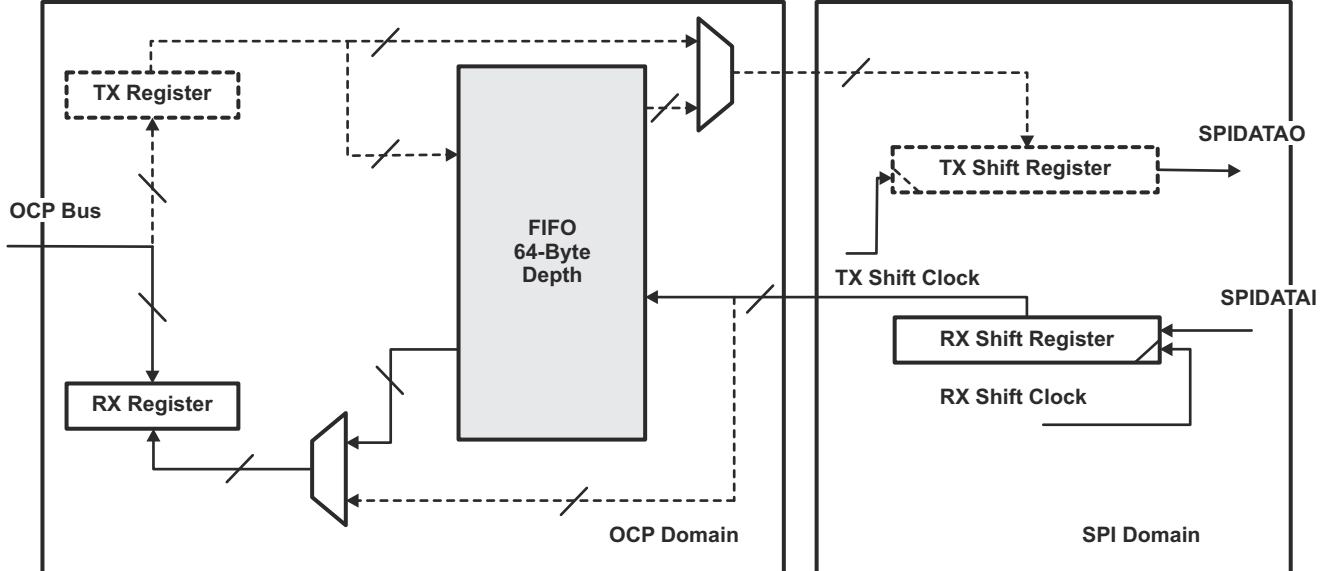 TX Register
SPIDATAO
TX Shift Register
OCP Bus
FIFO
64-Byte
Depth
TX Shift Clock
SPIDATAI
RX Shift Register
RX Register
RX Shift Clock
OCP Domain
SPI Domain